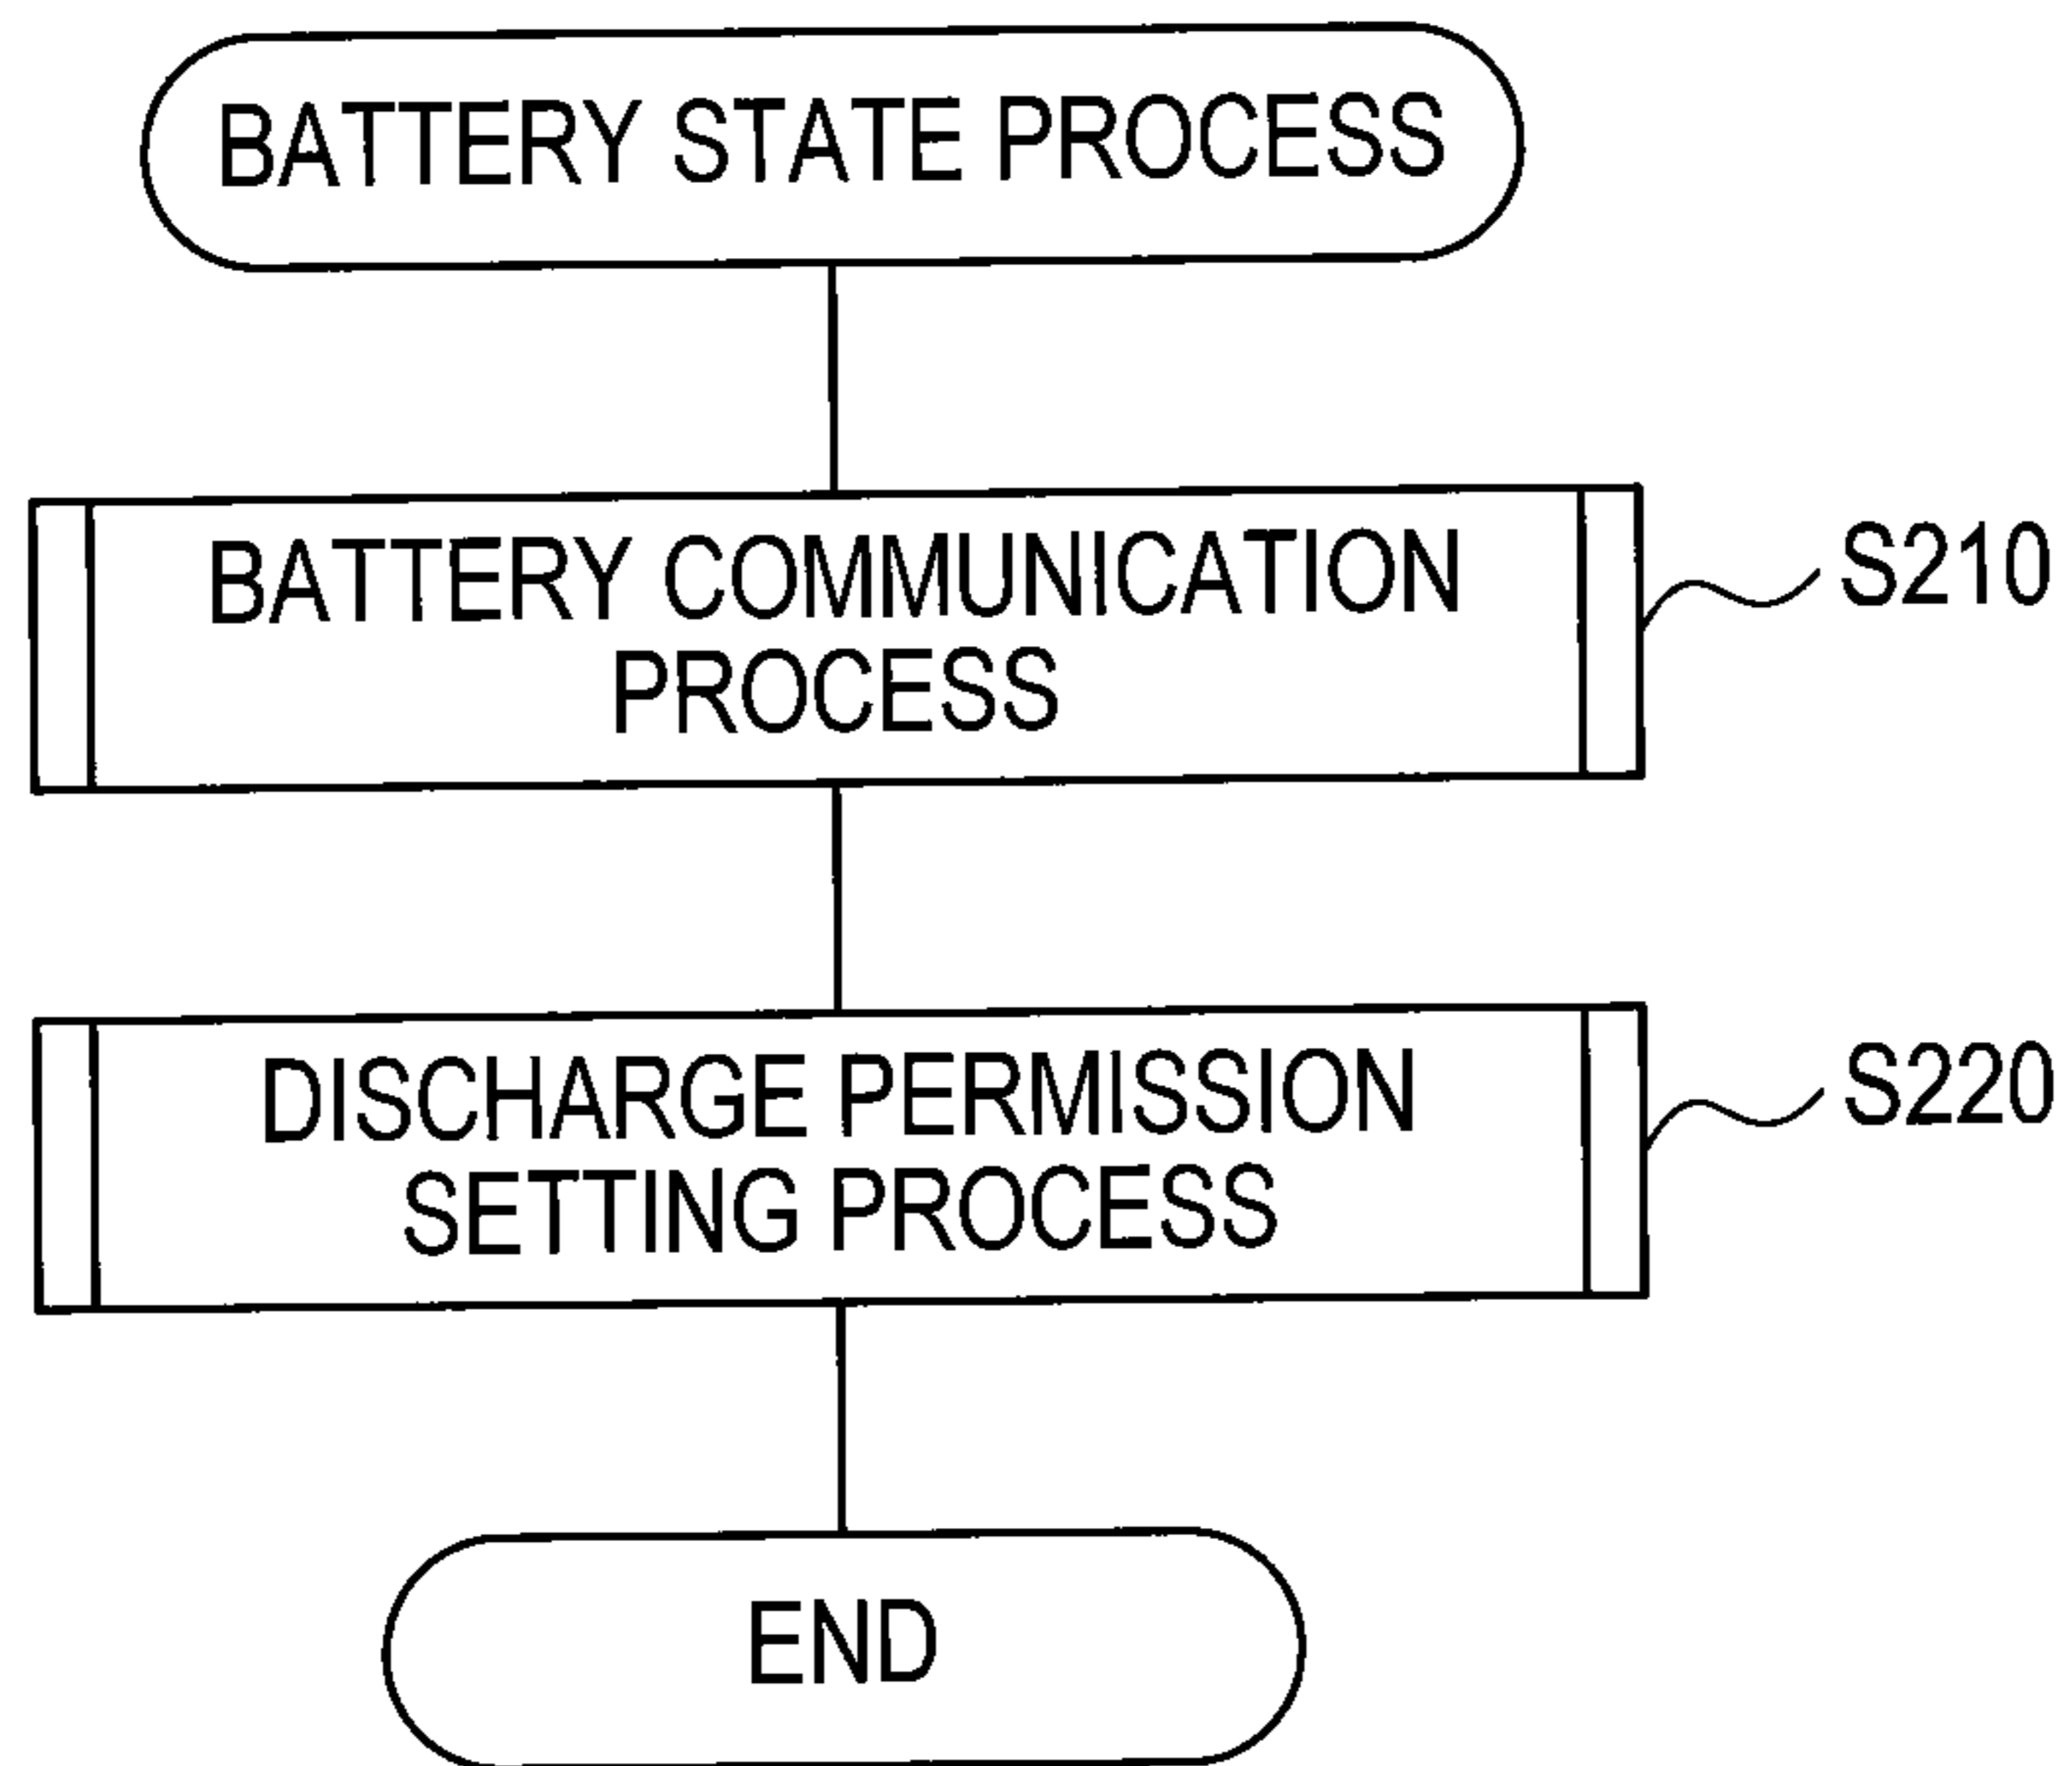 BATTERY STATE PROCESS
BATTERY COMMUNICATION
PROCESS
S210
DISCHARGE PERMISSION
SETTING PROCESS
S220
END